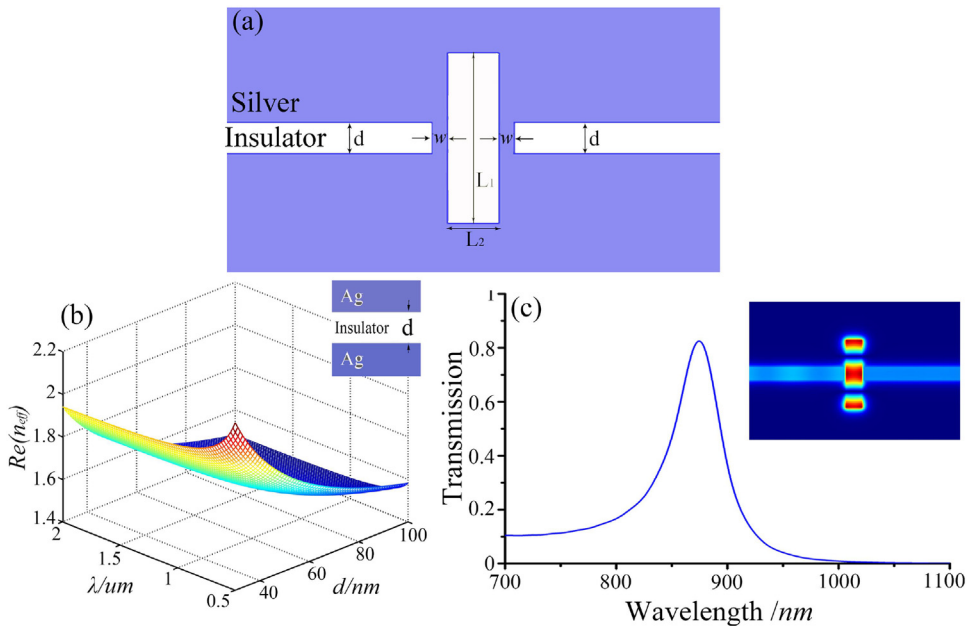 (a)
Silver
Insulator
d
w
w
d
L₁
L₂
(b)
Ag
Insulator
d
Ag
Re(n_eff)
2.2
2
1.8
1.6
1.4
2
1.5
1
0.5
λ/um
40
60
80
100
d/nm
(c)
Transmission
1
0.8
0.6
0.4
0.2
0
700
800
900
1000
1100
Wavelength /nm